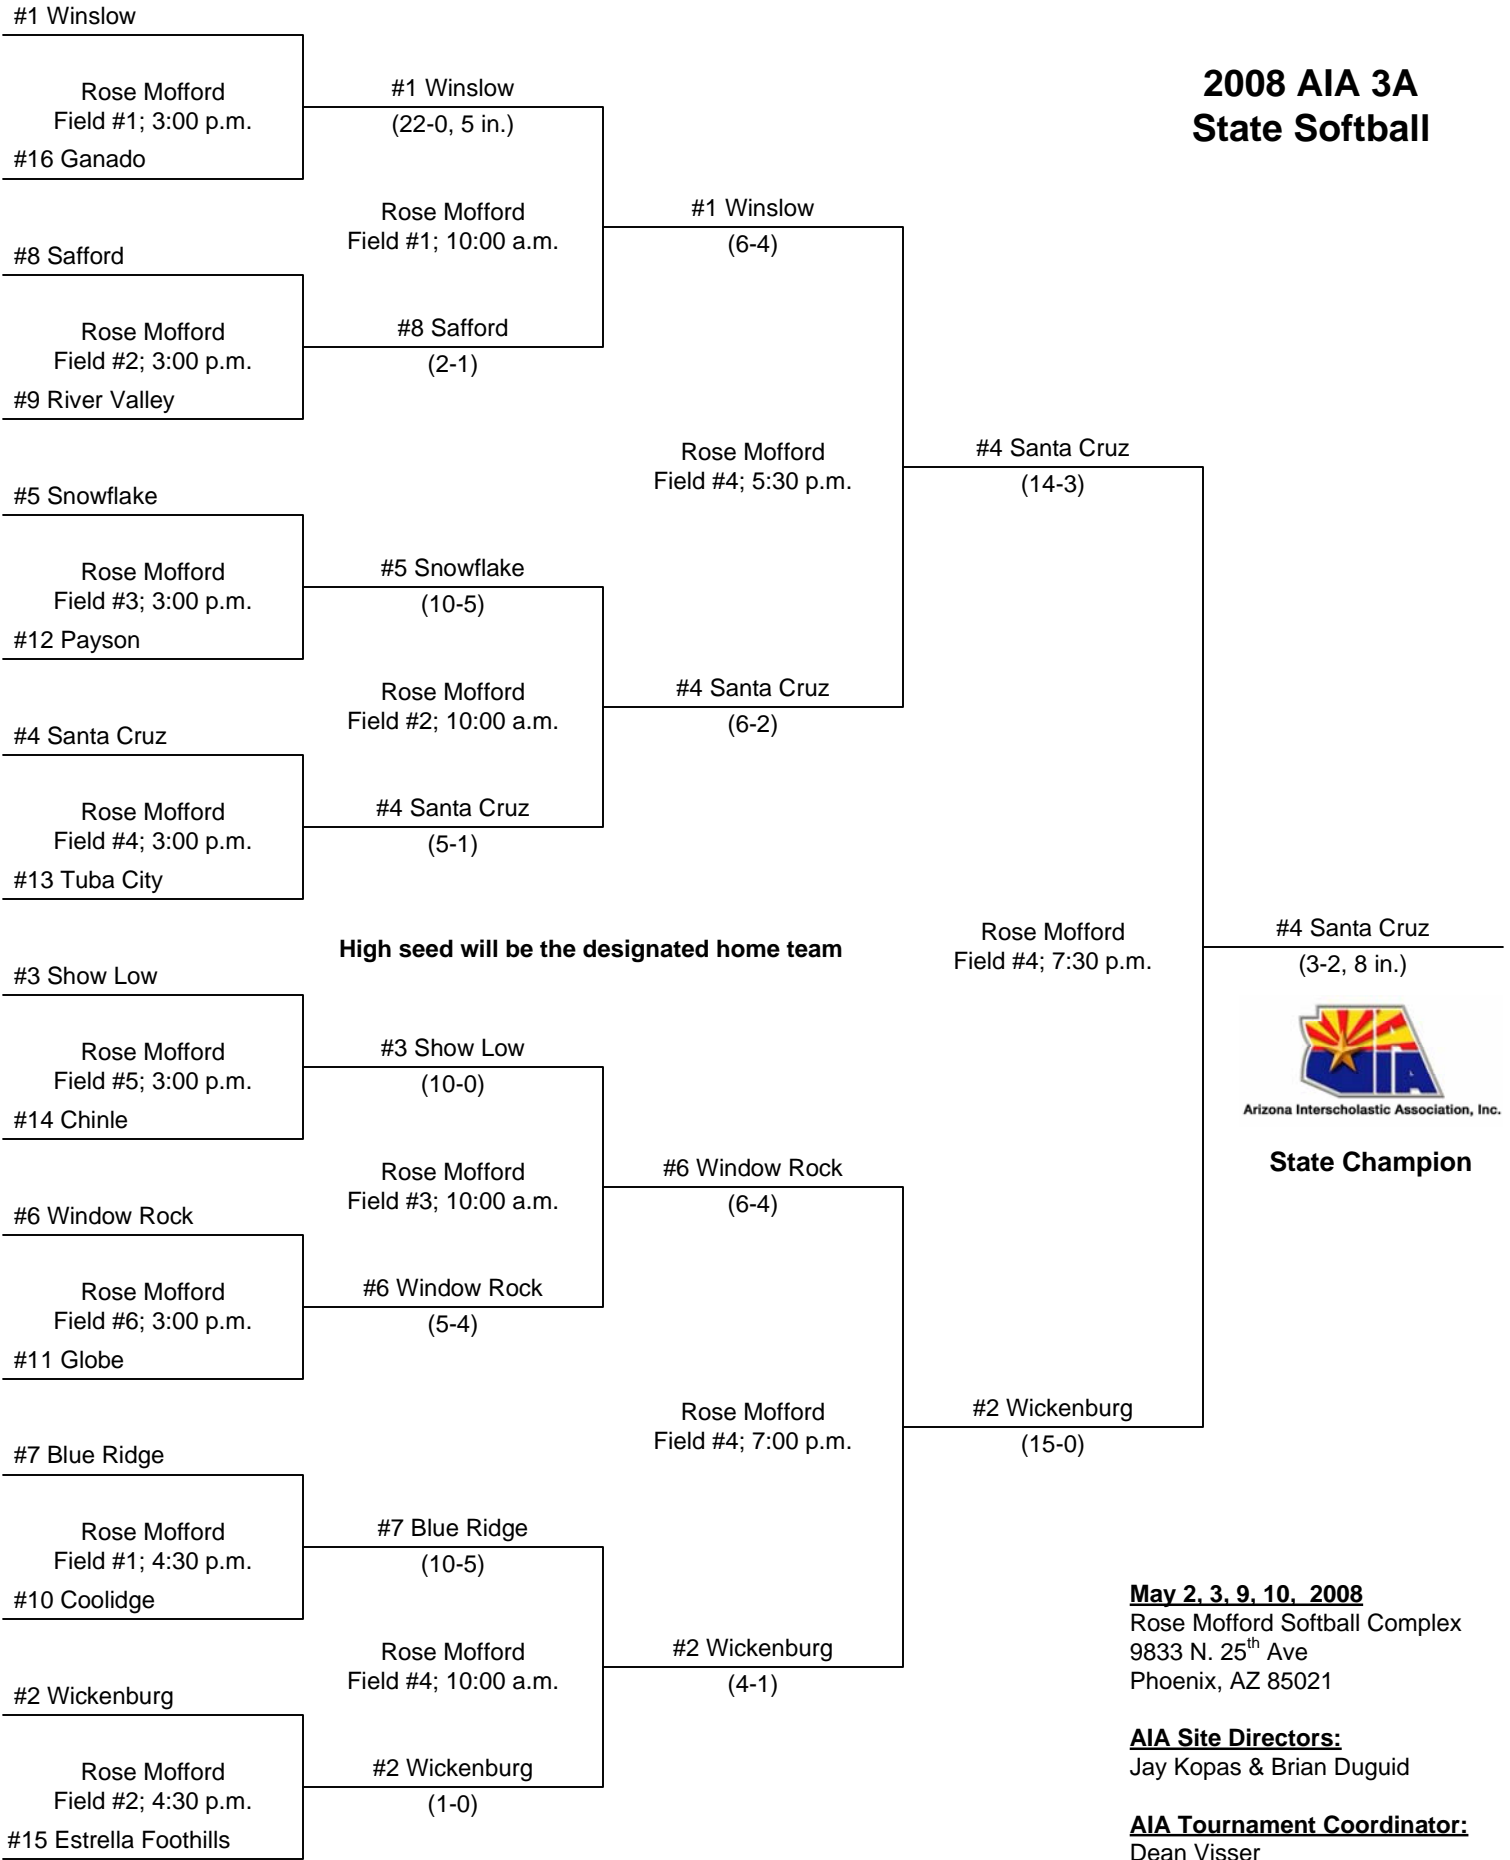 #1 Winslow
Rose Mofford
Field #1; 3:00 p.m.
#16 Ganado
#8 Safford
Rose Mofford
Field #2; 3:00 p.m.
#9 River Valley
#5 Snowflake
Rose Mofford
Field #3; 3:00 p.m.
#12 Payson
#4 Santa Cruz
Rose Mofford
Field #4; 3:00 p.m.
#13 Tuba City
#3 Show Low
Rose Mofford
Field #5; 3:00 p.m.
#14 Chinle
#6 Window Rock
Rose Mofford
Field #6; 3:00 p.m.
#11 Globe
#7 Blue Ridge
Rose Mofford
Field #1; 4:30 p.m.
#10 Coolidge
#2 Wickenburg
Rose Mofford
Field #2; 4:30 p.m.
#15 Estrella Foothills
#1 Winslow
(22-0, 5 in.)
Rose Mofford
Field #1; 10:00 a.m.
#8 Safford
(2-1)
#5 Snowflake
(10-5)
Rose Mofford
Field #2; 10:00 a.m.
#4 Santa Cruz
(5-1)
High seed will be the designated home team
#3 Show Low
(10-0)
Rose Mofford
Field #3; 10:00 a.m.
#6 Window Rock
(5-4)
#7 Blue Ridge
(10-5)
Rose Mofford
Field #4; 10:00 a.m.
#2 Wickenburg
(1-0)
#1 Winslow
(6-4)
Rose Mofford
Field #4; 5:30 p.m.
#4 Santa Cruz
(6-2)
#6 Window Rock
(6-4)
Rose Mofford
Field #4; 7:00 p.m.
#2 Wickenburg
(4-1)
#4 Santa Cruz
(14-3)
Rose Mofford
Field #4; 7:30 p.m.
#2 Wickenburg
(15-0)
2008 AIA 3A
State Softball
#4 Santa Cruz
(3-2, 8 in.)
AIA
Arizona Interscholastic Association, Inc.
State Champion
May 2, 3, 9, 10, 2008
Rose Mofford Softball Complex
9833 N. 25th Ave
Phoenix, AZ 85021
AIA Site Directors:
Jay Kopas & Brian Duguid
AIA Tournament Coordinator:
Dean Visser